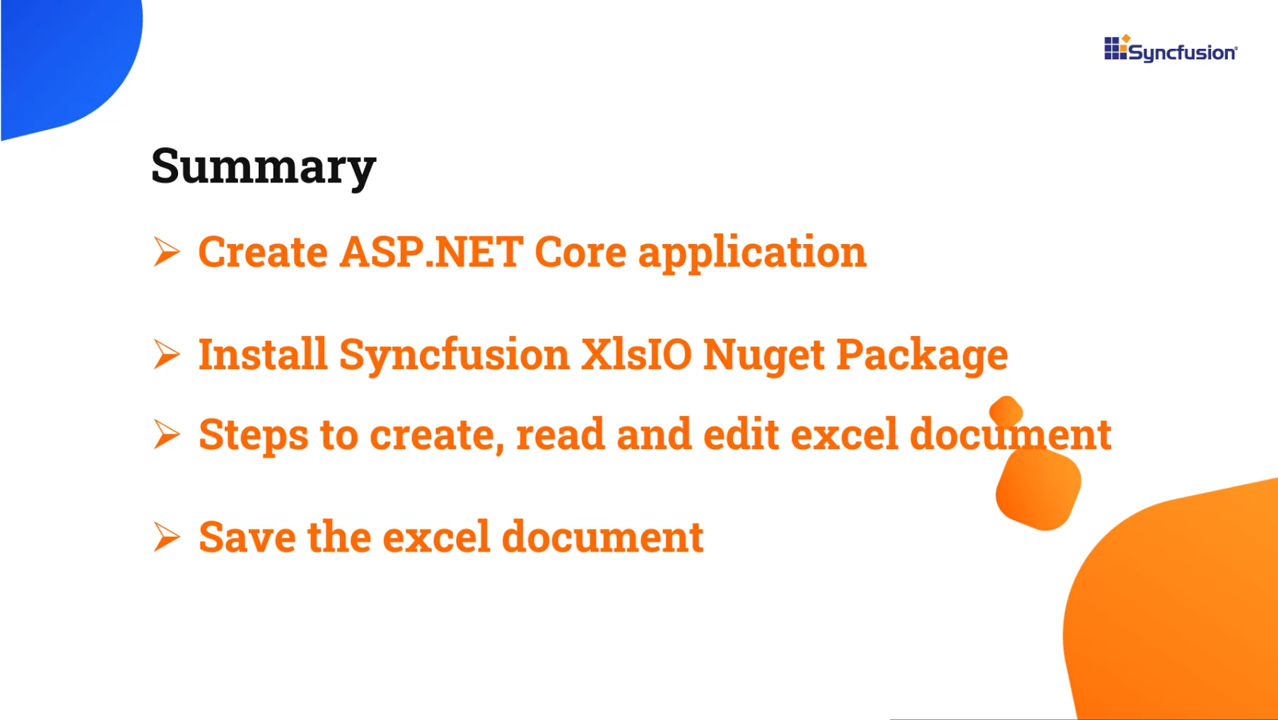 Syncfusion
Summary
Create ASP.NET Core application
Install Syncfusion XlsIO Nuget Package
Steps to create, read and edit excel document
Save the excel document